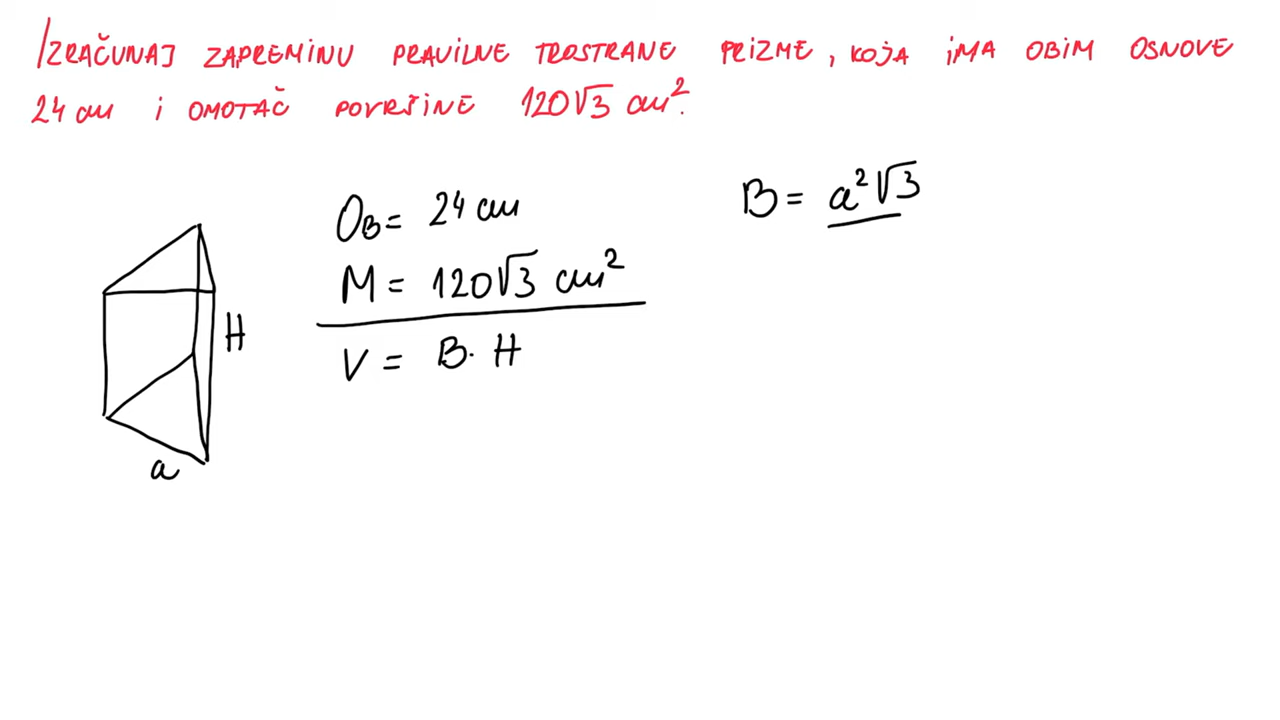 IZRAČUNAJ ZAPREMINU PRAVILNE TROSTRANE PRIZME, KOJA IMA OBIM OSNOVE
24 cm i OMOTAČ POVRŠINE 120√3 cm².
O_B = 24 cm
M = 120√3 cm²
V = B · H
B = a²√3
H
a